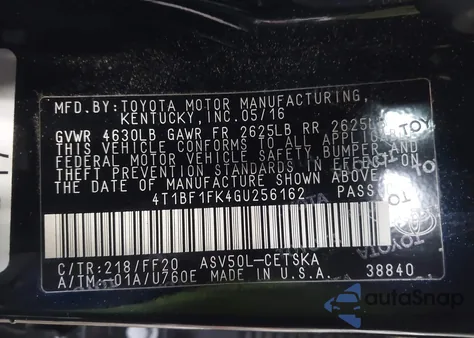 MFD.BY: TOYOTA MOTOR MANUFACTURING,
KENTUCKY, INC. 05/16
GVWR 4630LB GAWR FR 2625LB RR 2625LB
THIS VEHICLE CONFORMS TO ALL
FEDERAL MOTOR VEHICLE SAFETY, BUMPER AND
THEFT PREVENTION STANDARDS IN EFFECT ON
THE DATE OF MANUFACTURE SHOWN ABOVE.
4T1BF1FK4GU256162 PASS
C/TR:218/FF20 ASV50L-CETSKA
A/TM:-01A/U760E MADE IN U.S.A. 38840
TOYOTA
autoSnap